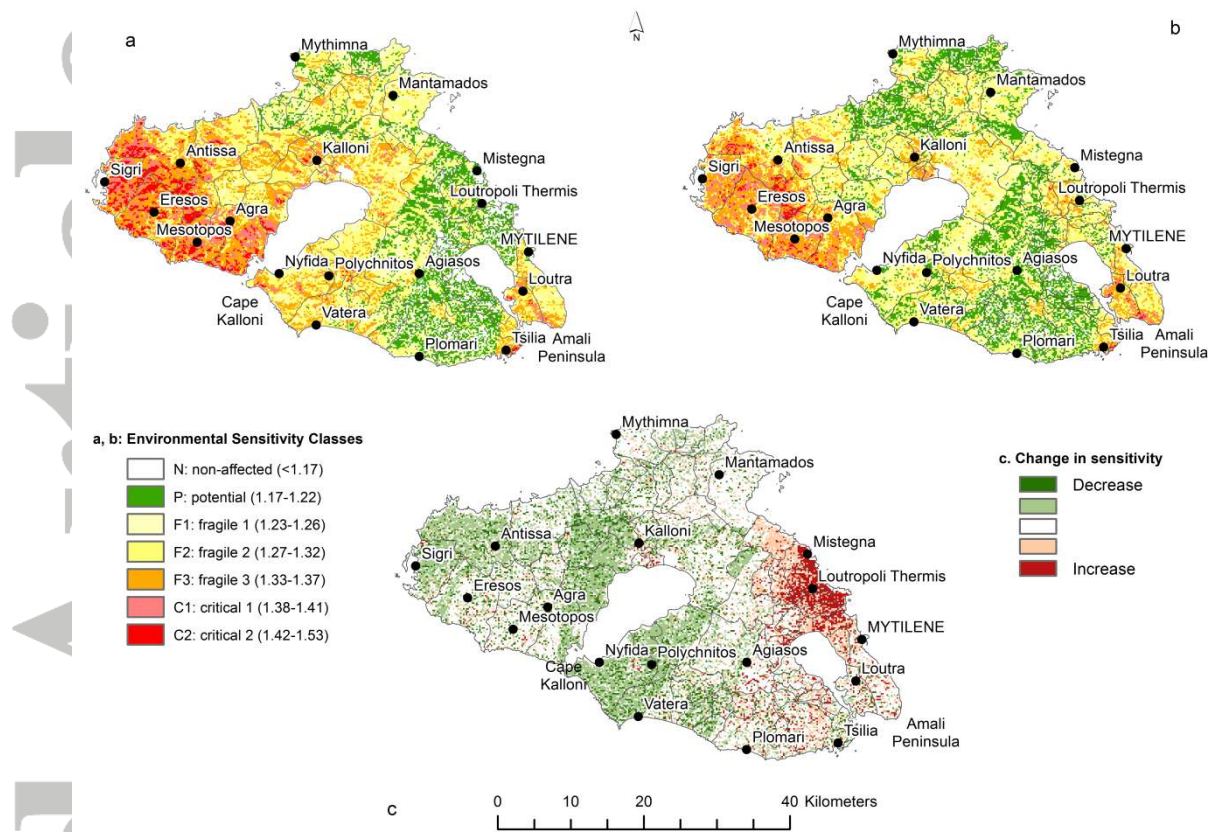 a
Mythimna
Mantamados
Antissa
Kalloni
Sigri
Mistegna
Loutropoli Thermis
Eresos
Agra
Mesotopos
MYTILENE
Nyfida
Polychnitos
Agiasos
Loutra
Cape
Kalloni
Vatera
Tsilia
Amali
Peninsula
Plomari
N
b
Mythimna
Mantamados
Antissa
Kalloni
Mistegna
Sigri
Loutropoli Thermis
Eresos
Agra
Mesotopos
MYTILENE
Nyfida
Polychnitos
Agiasos
Loutra
Cape
Kalloni
Vatera
Tsilia
Amali
Peninsula
Plomari
a, b: Environmental Sensitivity Classes
N: non-affected (<1.17)
P: potential (1.17-1.22)
F1: fragile 1 (1.23-1.26)
F2: fragile 2 (1.27-1.32)
F3: fragile 3 (1.33-1.37)
C1: critical 1 (1.38-1.41)
C2: critical 2 (1.42-1.53)
Mythimna
Mantamados
Antissa
Kalloni
Mistegna
Sigri
Loutropoli Thermis
Eresos
Agra
Mesotopos
MYTILENE
Nyfida
Polychnitos
Agiasos
Cape
Kalloni
Loutra
Vatera
Amali
Peninsula
Tsilia
Plomari
c. Change in sensitivity
Decrease
Increase
c
0 10 20 40 Kilometers